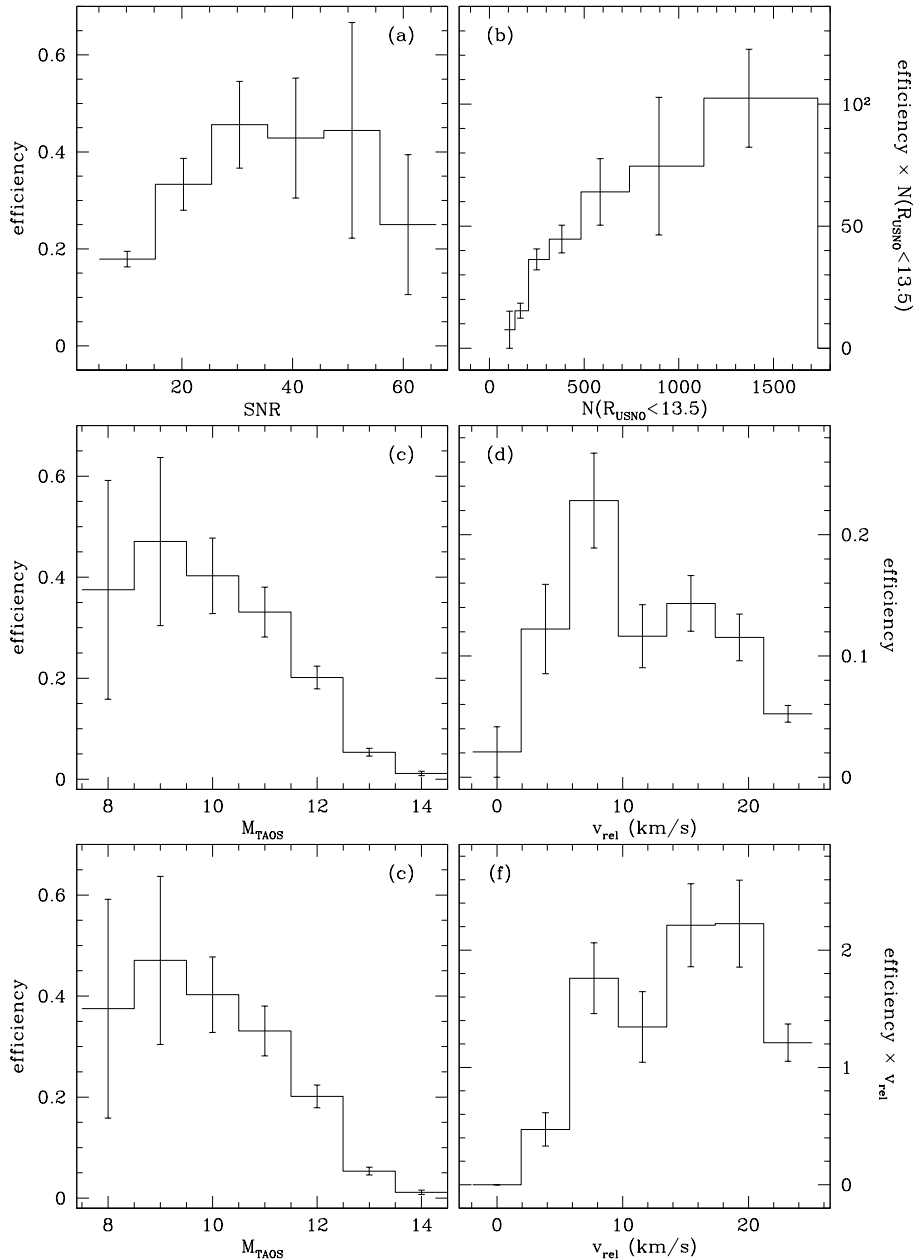 (a)
efficiency
0.6
0.4
0.2
0
20
40
60
SNR
(b)
10²
50
0
efficiency × N(R_USNO<13.5)
0
500
1000
1500
N(R_USNO<13.5)
(c)
efficiency
0.6
0.4
0.2
0
8
10
12
14
M_TAOS
(d)
0.2
0.1
0
efficiency
0
10
20
v_rel (km/s)
(c)
efficiency
0.6
0.4
0.2
0
8
10
12
14
M_TAOS
(f)
2
1
0
efficiency × v_rel
0
10
20
v_rel (km/s)